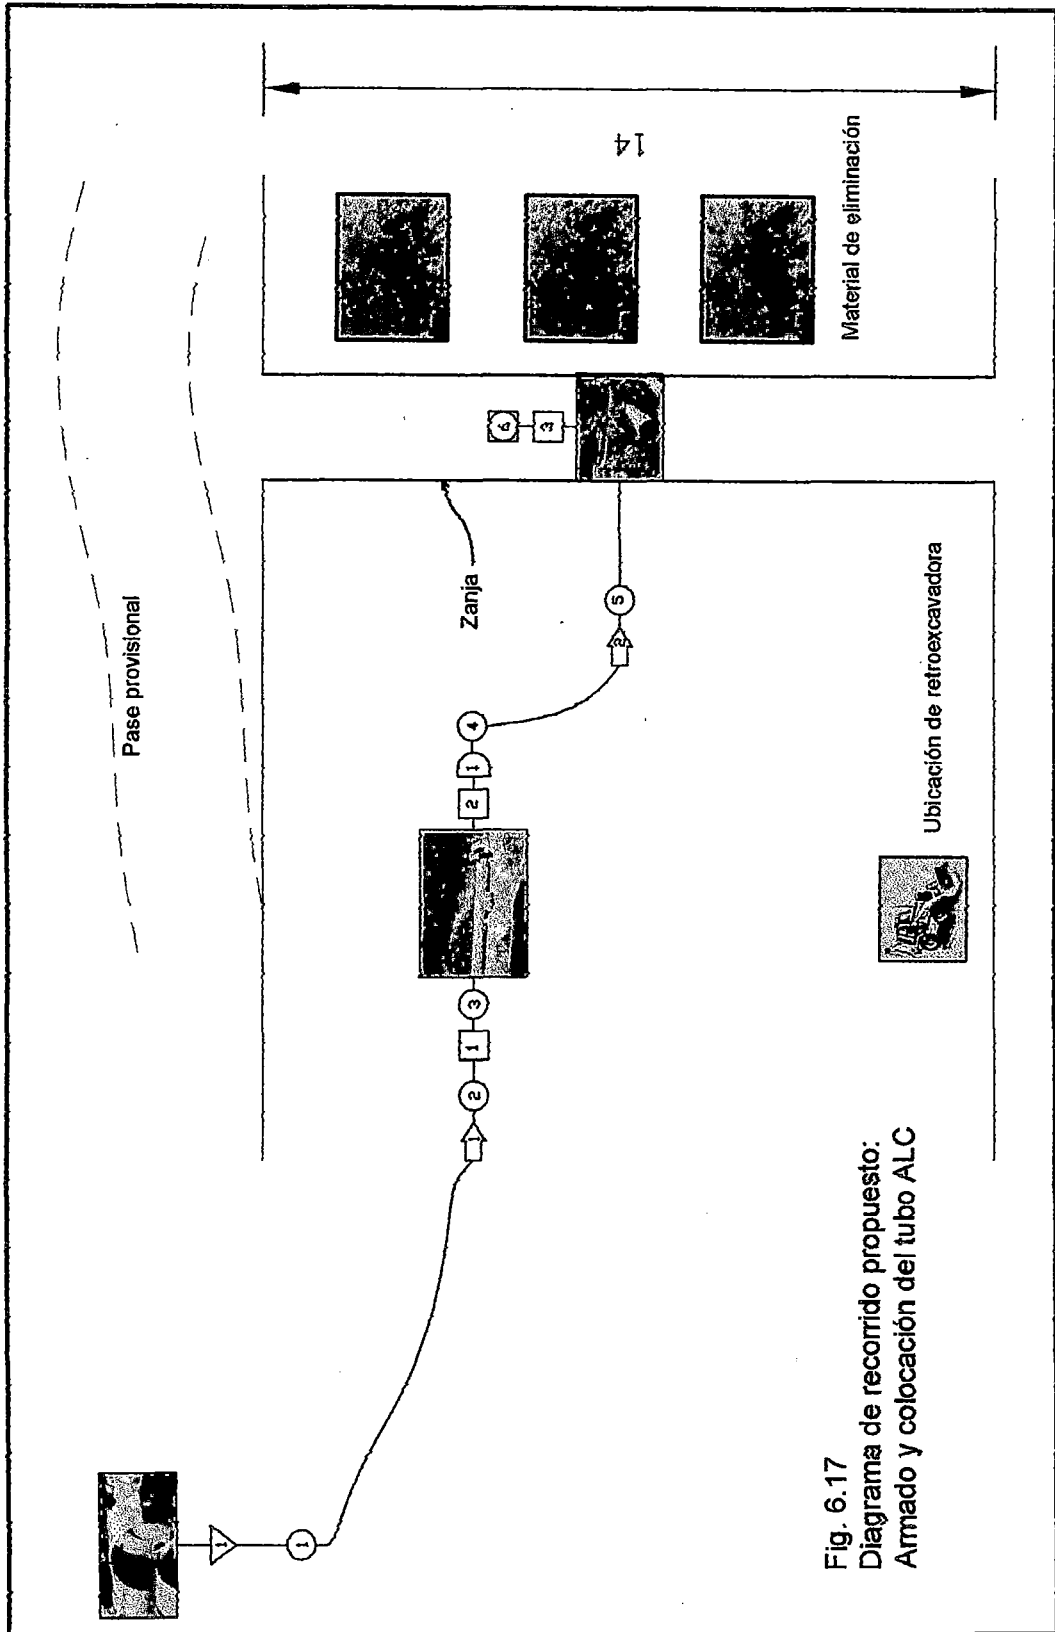 Pase provisional
14
Material de eliminación
6
3
Zanja
5
2
4
1
2
3
1
2
1
1
1
Ubicación de retroexcavadora
Fig. 6.17
Diagrama de recorrido propuesto:
Armado y colocación del tubo ALC